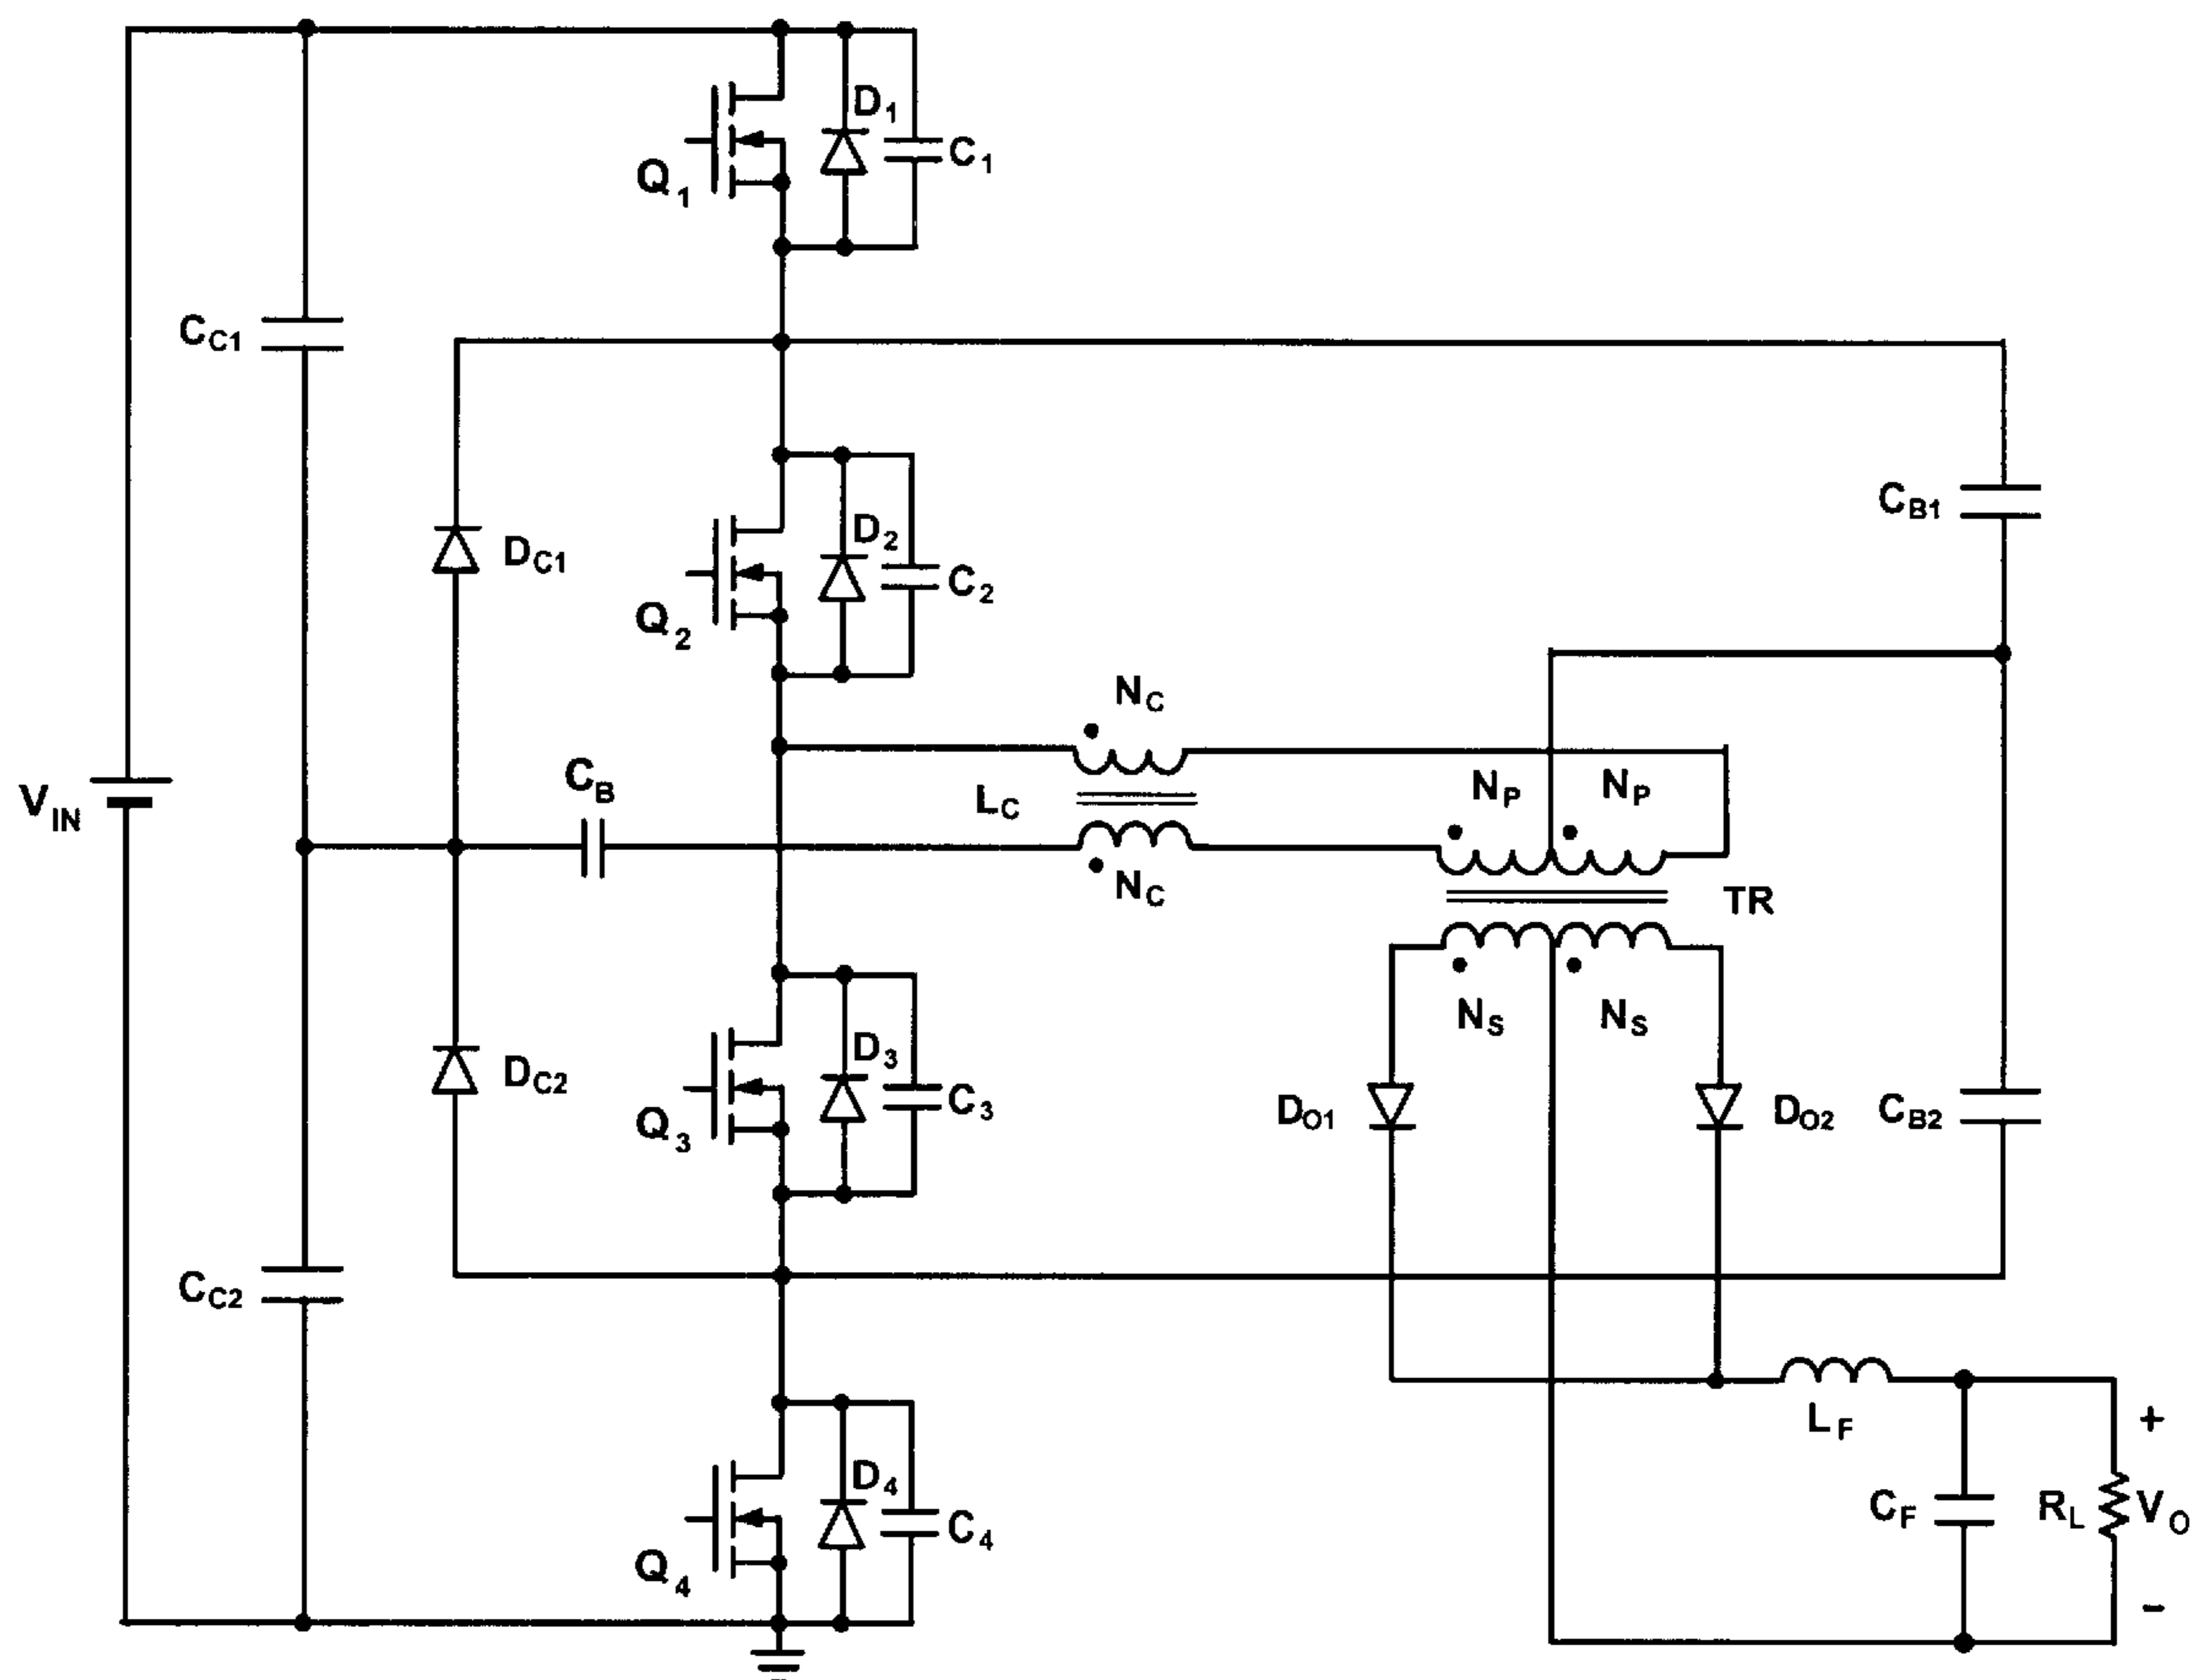 D1
C1
Q1
CC1
CB1
DC1
D2
C2
Q2
NC
CB
LC
NP
NP
VIN
NC
TR
NS
NS
DC2
D3
C3
Q3
DO1
DO2
CB2
CC2
LF
+
D4
C4
Q4
CF
RL
VO
-